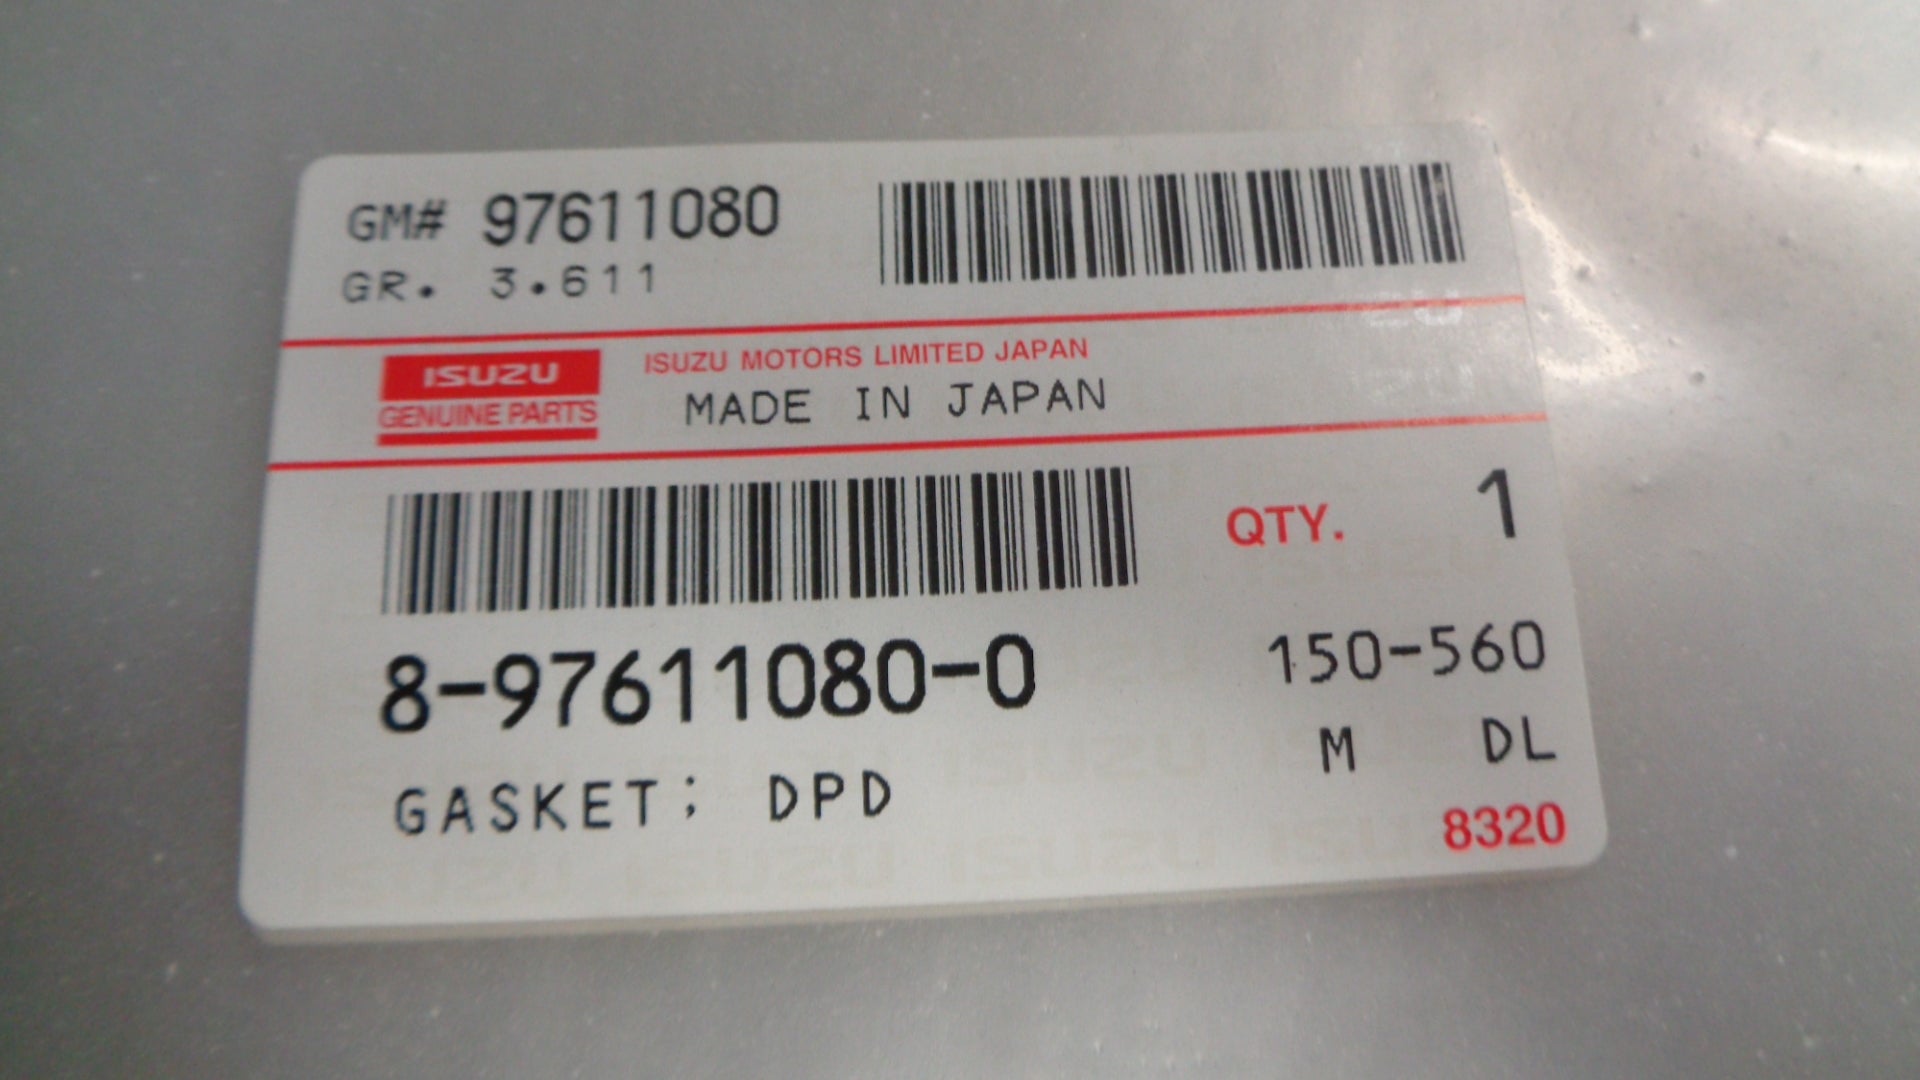 GM# 97611080
GR. 3.611
ISUZU
GENUINE PARTS
ISUZU MOTORS LIMITED JAPAN
MADE IN JAPAN
QTY. 1
8-97611080-0
150-560
GASKET; DPD
M DL
8320